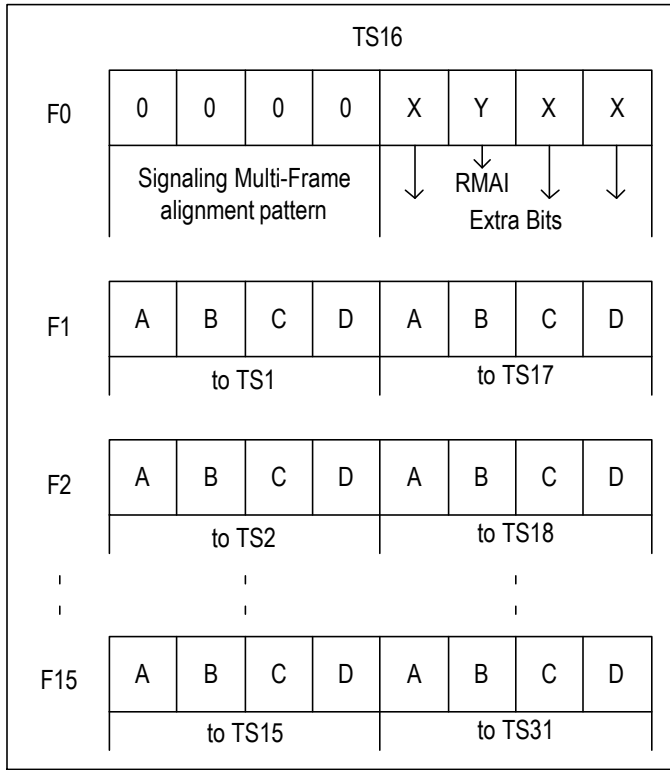 TS16
F0 0 0 0 0 X Y X X
Signaling Multi-Frame
alignment pattern
RMAI
Extra Bits
F1 A B C D A B C D
to TS1 to TS17
F2 A B C D A B C D
to TS2 to TS18
F15 A B C D A B C D
to TS15 to TS31